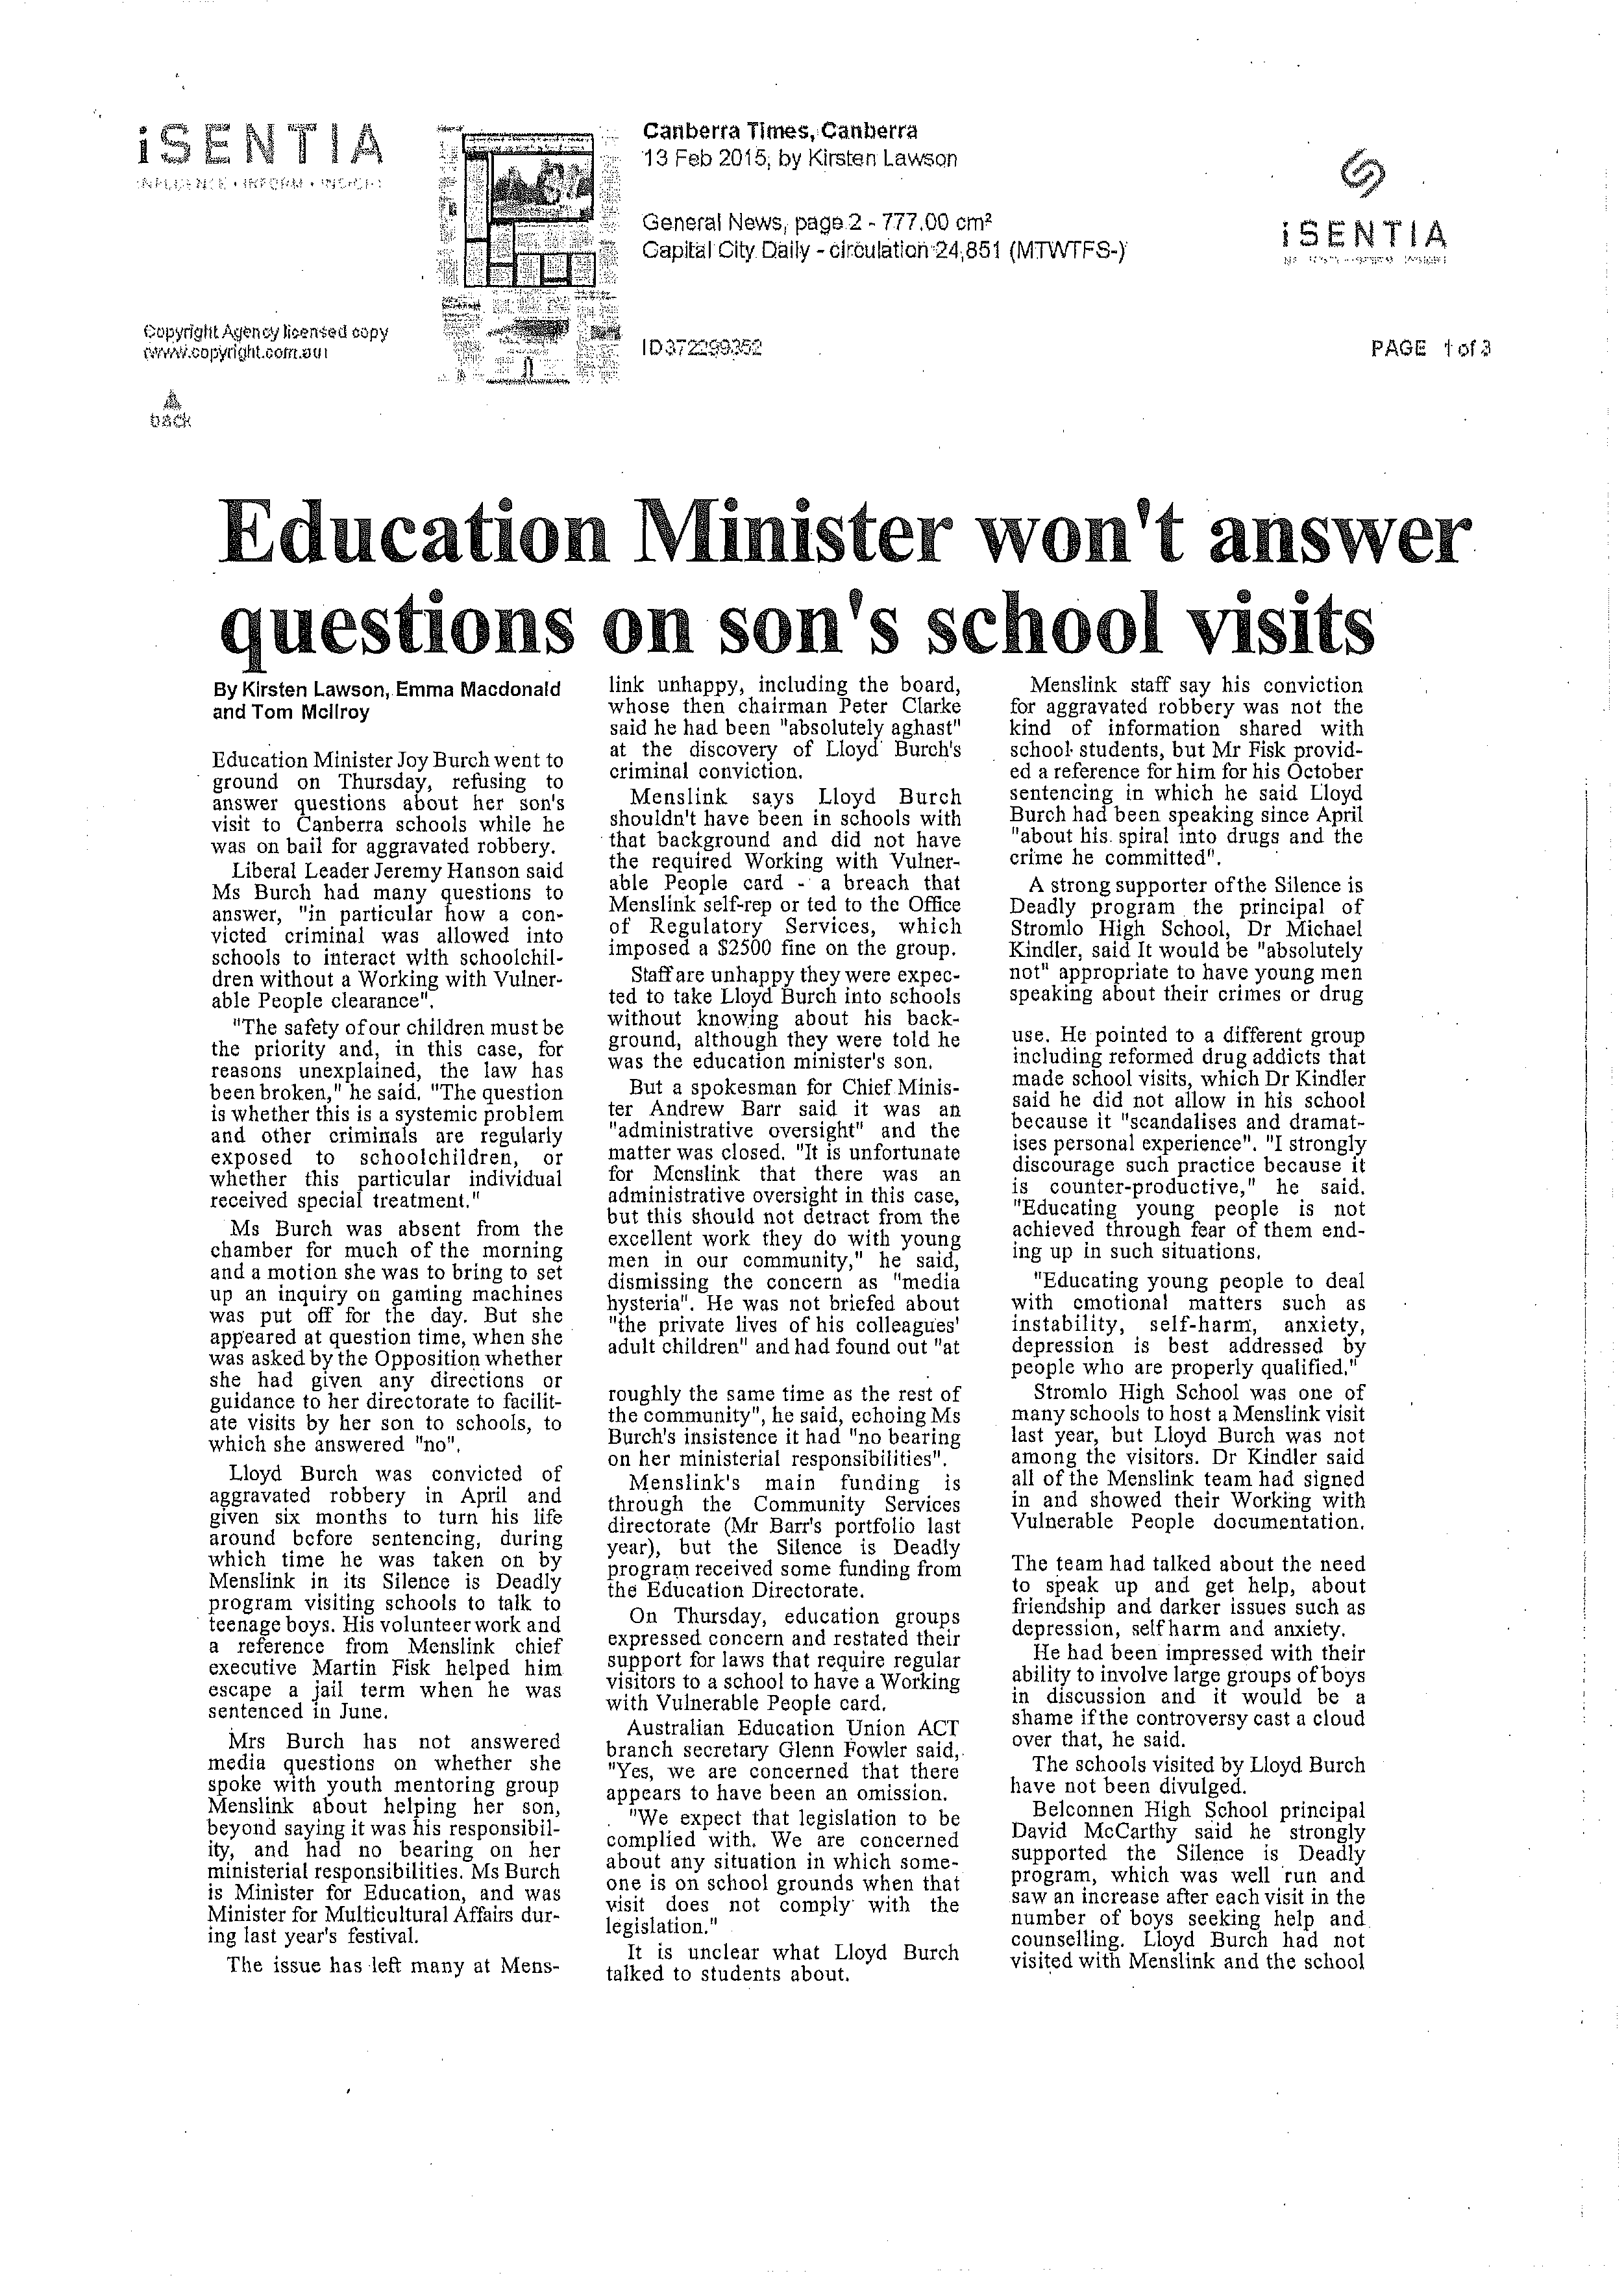 iSENTIA
INFLUENCE • INFORM • INSIGHT
Canberra Times, Canberra
13 Feb 2015, by Kirsten Lawson
General News, page 2 - 777.00 cm²
Capital City Daily - circulation 24,851 (MTWTFS-)
iSENTIA
Copyright Agency licensed copy
(www.copyright.com.au)
ID 372299352
PAGE 1 of 3
back
Education Minister won't answer
questions on son's school visits
By Kirsten Lawson, Emma Macdonald
and Tom McIlroy
Education Minister Joy Burch went to
ground on Thursday, refusing to
answer questions about her son's
visit to Canberra schools while he
was on bail for aggravated robbery.
Liberal Leader Jeremy Hanson said
Ms Burch had many questions to
answer, "in particular how a con-
victed criminal was allowed into
schools to interact with schoolchil-
dren without a Working with Vulner-
able People clearance".
"The safety of our children must be
the priority and, in this case, for
reasons unexplained, the law has
been broken," he said. "The question
is whether this is a systemic problem
and other criminals are regularly
exposed to schoolchildren, or
whether this particular individual
received special treatment."
Ms Burch was absent from the
chamber for much of the morning
and a motion she was to bring to set
up an inquiry on gaming machines
was put off for the day. But she
appeared at question time, when she
was asked by the Opposition whether
she had given any directions or
guidance to her directorate to facilit-
ate visits by her son to schools, to
which she answered "no".
Lloyd Burch was convicted of
aggravated robbery in April and
given six months to turn his life
around before sentencing, during
which time he was taken on by
Menslink in its Silence is Deadly
program visiting schools to talk to
teenage boys. His volunteer work and
a reference from Menslink chief
executive Martin Fisk helped him
escape a jail term when he was
sentenced in June.
Mrs Burch has not answered
media questions on whether she
spoke with youth mentoring group
Menslink about helping her son,
beyond saying it was his responsibil-
ity, and had no bearing on her
ministerial responsibilities. Ms Burch
is Minister for Education, and was
Minister for Multicultural Affairs dur-
ing last year's festival.
The issue has left many at Mens-
link unhappy, including the board,
whose then chairman Peter Clarke
said he had been "absolutely aghast"
at the discovery of Lloyd Burch's
criminal conviction.
Menslink says Lloyd Burch
shouldn't have been in schools with
that background and did not have
the required Working with Vulner-
able People card - a breach that
Menslink self-rep or ted to the Office
of Regulatory Services, which
imposed a $2500 fine on the group.
Staff are unhappy they were expec-
ted to take Lloyd Burch into schools
without knowing about his back-
ground, although they were told he
was the education minister's son.
But a spokesman for Chief Minis-
ter Andrew Barr said it was an
"administrative oversight" and the
matter was closed. "It is unfortunate
for Menslink that there was an
administrative oversight in this case,
but this should not detract from the
excellent work they do with young
men in our community," he said,
dismissing the concern as "media
hysteria". He was not briefed about
"the private lives of his colleagues'
adult children" and had found out "at
roughly the same time as the rest of
the community", he said, echoing Ms
Burch's insistence it had "no bearing
on her ministerial responsibilities".
Menslink's main funding is
through the Community Services
directorate (Mr Barr's portfolio last
year), but the Silence is Deadly
program received some funding from
the Education Directorate.
On Thursday, education groups
expressed concern and restated their
support for laws that require regular
visitors to a school to have a Working
with Vulnerable People card.
Australian Education Union ACT
branch secretary Glenn Fowler said,
"Yes, we are concerned that there
appears to have been an omission.
"We expect that legislation to be
complied with. We are concerned
about any situation in which some-
one is on school grounds when that
visit does not comply with the
legislation."
It is unclear what Lloyd Burch
talked to students about.
Menslink staff say his conviction
for aggravated robbery was not the
kind of information shared with
school students, but Mr Fisk provid-
ed a reference for him for his October
sentencing in which he said Lloyd
Burch had been speaking since April
"about his spiral into drugs and the
crime he committed".
A strong supporter of the Silence is
Deadly program the principal of
Stromlo High School, Dr Michael
Kindler, said It would be "absolutely
not" appropriate to have young men
speaking about their crimes or drug
use. He pointed to a different group
including reformed drug addicts that
made school visits, which Dr Kindler
said he did not allow in his school
because it "scandalises and dramat-
ises personal experience". "I strongly
discourage such practice because it
is counter-productive," he said.
"Educating young people is not
achieved through fear of them end-
ing up in such situations.
"Educating young people to deal
with emotional matters such as
instability, self-harm, anxiety,
depression is best addressed by
people who are properly qualified."
Stromlo High School was one of
many schools to host a Menslink visit
last year, but Lloyd Burch was not
among the visitors. Dr Kindler said
all of the Menslink team had signed
in and showed their Working with
Vulnerable People documentation.
The team had talked about the need
to speak up and get help, about
friendship and darker issues such as
depression, self harm and anxiety.
He had been impressed with their
ability to involve large groups of boys
in discussion and it would be a
shame if the controversy cast a cloud
over that, he said.
The schools visited by Lloyd Burch
have not been divulged.
Belconnen High School principal
David McCarthy said he strongly
supported the Silence is Deadly
program, which was well run and
saw an increase after each visit in the
number of boys seeking help and
counselling. Lloyd Burch had not
visited with Menslink and the school